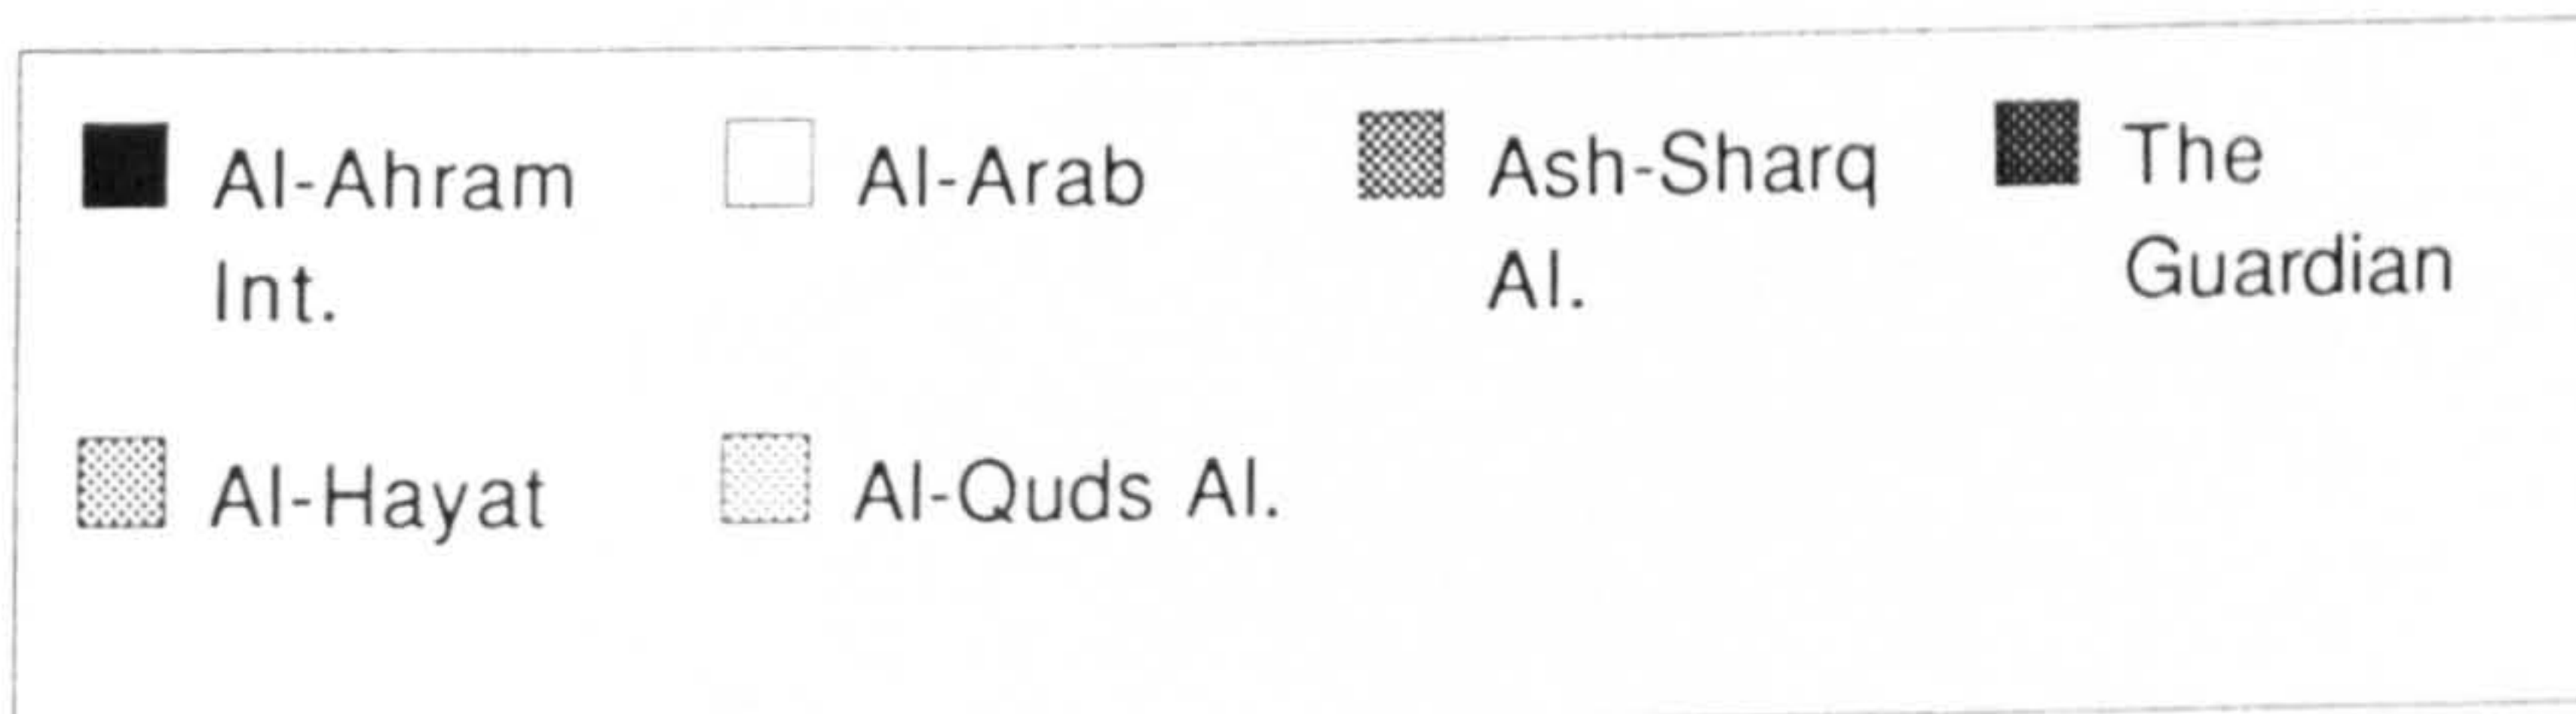 Al-Ahram Int.
Al-Arab
Ash-Sharq Al.
The Guardian
Al-Hayat
Al-Quds Al.